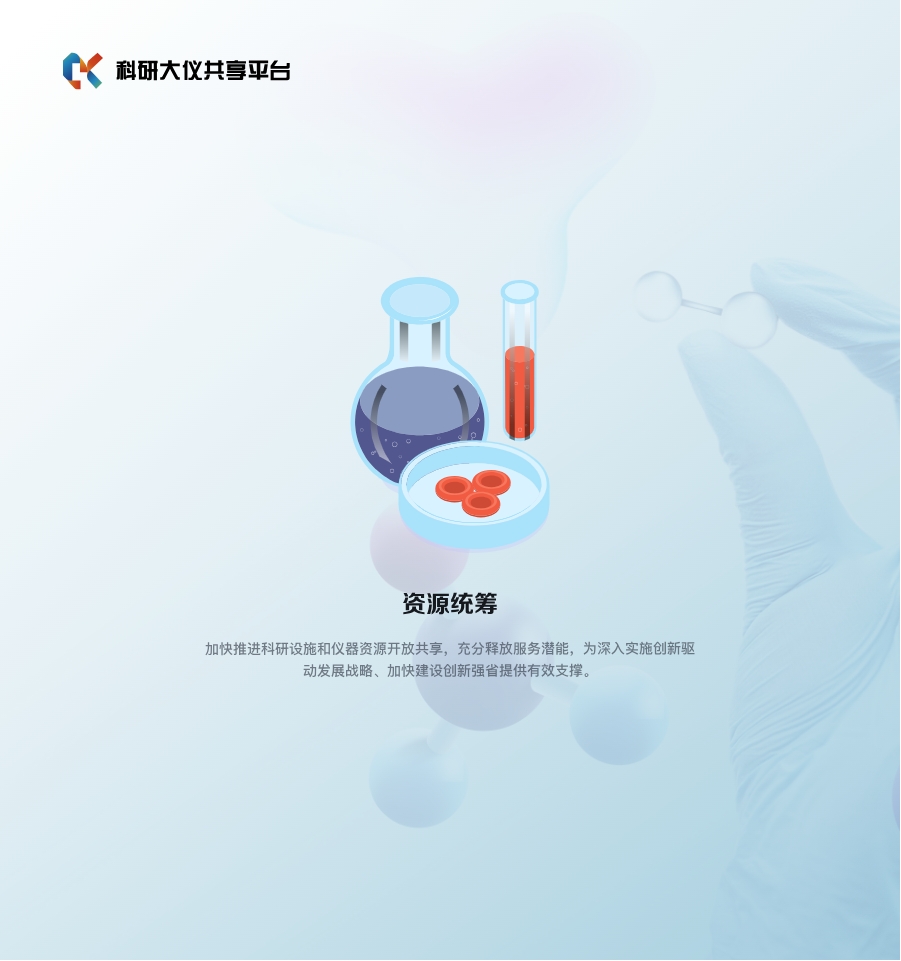 科研大仪共享平台
资源统筹
加快推进科研设施和仪器资源开放共享，充分释放服务潜能，为深入实施创新驱
动发展战略、加快建设创新强省提供有效支撑。